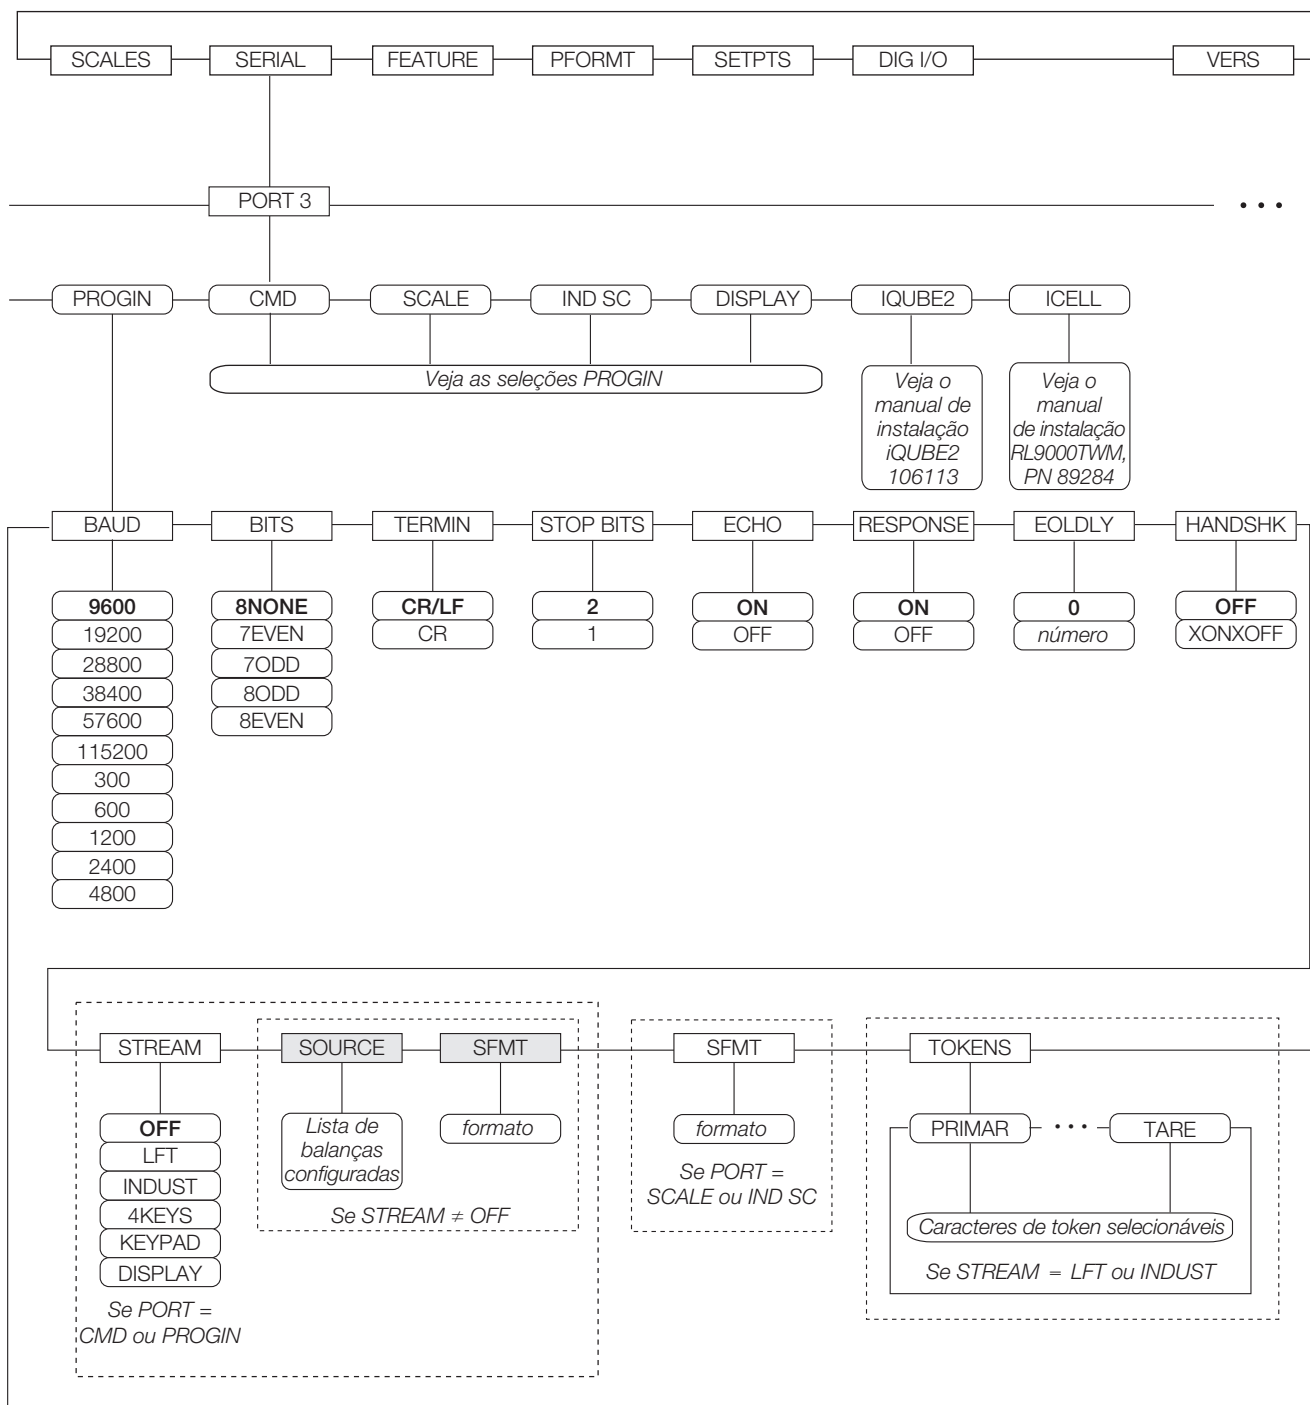 SCALES SERIAL FEATURE PFORMT SETPTS DIG I/O VERS
PORT 3 • • •
PROGIN CMD SCALE IND SC DISPLAY IQUBE2 ICELL
Veja as seleções PROGIN
Veja o
manual de
instalação
iQUBE2
106113
Veja o
manual
de instalação
RL9000TWM,
PN 89284
BAUD BITS TERMIN STOP BITS ECHO RESPONSE EOLDLY HANDSHK
9600 8NONE CR/LF 2 ON ON 0 OFF
19200 7EVEN CR 1 OFF OFF número XONXOFF
28800 7ODD
38400 8ODD
57600 8EVEN
115200
300
600
1200
2400
4800
STREAM SOURCE SFMT SFMT TOKENS
OFF
LFT
INDUST
4KEYS
KEYPAD
DISPLAY
Se PORT =
CMD ou PROGIN
Lista de
balanças
configuradas
formato
Se STREAM ≠ OFF
formato
Se PORT =
SCALE ou IND SC
PRIMAR • • • TARE
Caracteres de token selecionáveis
Se STREAM = LFT ou INDUST